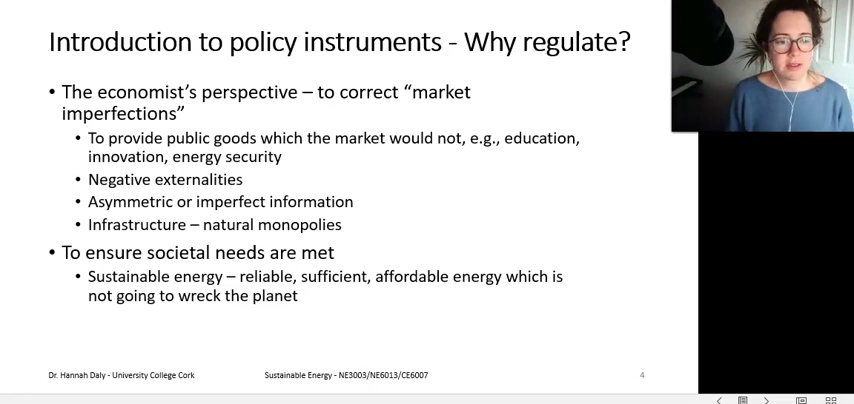 Introduction to policy instruments - Why regulate?
• The economist’s perspective – to correct “market
imperfections”
• To provide public goods which the market would not, e.g., education,
innovation, energy security
• Negative externalities
• Asymmetric or imperfect information
• Infrastructure – natural monopolies
• To ensure societal needs are met
• Sustainable energy – reliable, sufficient, affordable energy which is
not going to wreck the planet
Dr. Hannah Daly - University College Cork
Sustainable Energy - NE3003/NE6013/CE6007
4